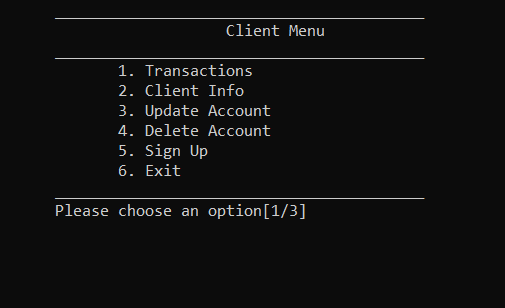 Client Menu
1. Transactions
2. Client Info
3. Update Account
4. Delete Account
5. Sign Up
6. Exit
Please choose an option[1/3]